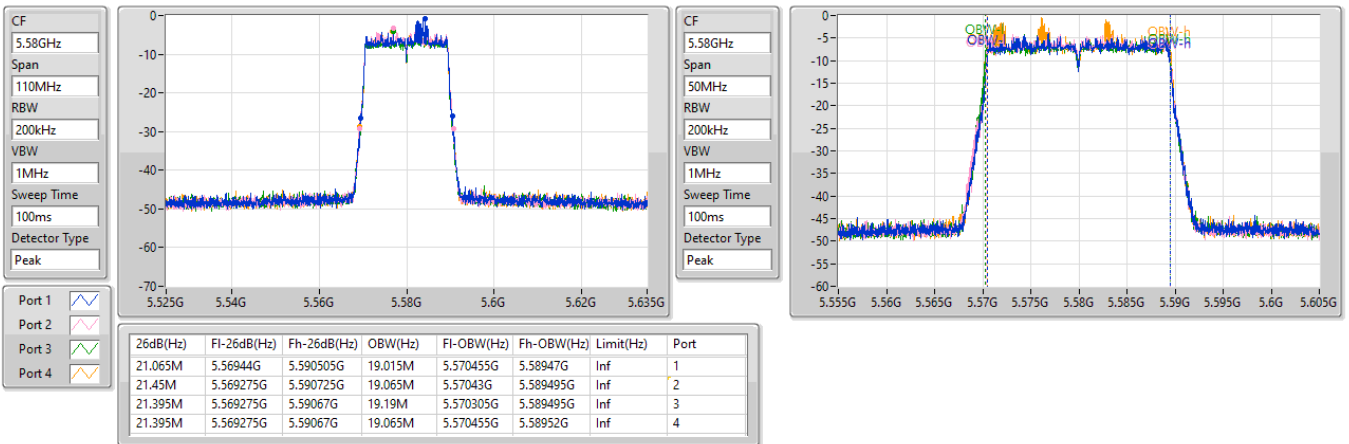 CF
5.58GHz
Span
110MHz
RBW
200kHz
VBW
1MHz
Sweep Time
100ms
Detector Type
Peak
0-
-10-
-20-
-30-
-40-
-50-
-60-
-70-
5.525G 5.54G 5.56G 5.58G 5.6G 5.62G 5.635G
CF
5.58GHz
Span
50MHz
RBW
200kHz
VBW
1MHz
Sweep Time
100ms
Detector Type
Peak
0-
-5-
-10-
-15-
-20-
-25-
-30-
-35-
-40-
-45-
-50-
-55-
-60-
OBW-h
OBW-h
5.555G 5.56G 5.565G 5.57G 5.575G 5.58G 5.585G 5.59G 5.595G 5.6G 5.605G
Port 1
Port 2
Port 3
Port 4
26dB(Hz) Fl-26dB(Hz) Fh-26dB(Hz) OBW(Hz) Fl-OBW(Hz) Fh-OBW(Hz) Limit(Hz) Port
21.065M 5.56944G 5.590505G 19.015M 5.570455G 5.58947G Inf 1
21.45M 5.569275G 5.590725G 19.065M 5.57043G 5.589495G Inf 2
21.395M 5.569275G 5.59067G 19.19M 5.570305G 5.589495G Inf 3
21.395M 5.569275G 5.59067G 19.065M 5.570455G 5.58952G Inf 4